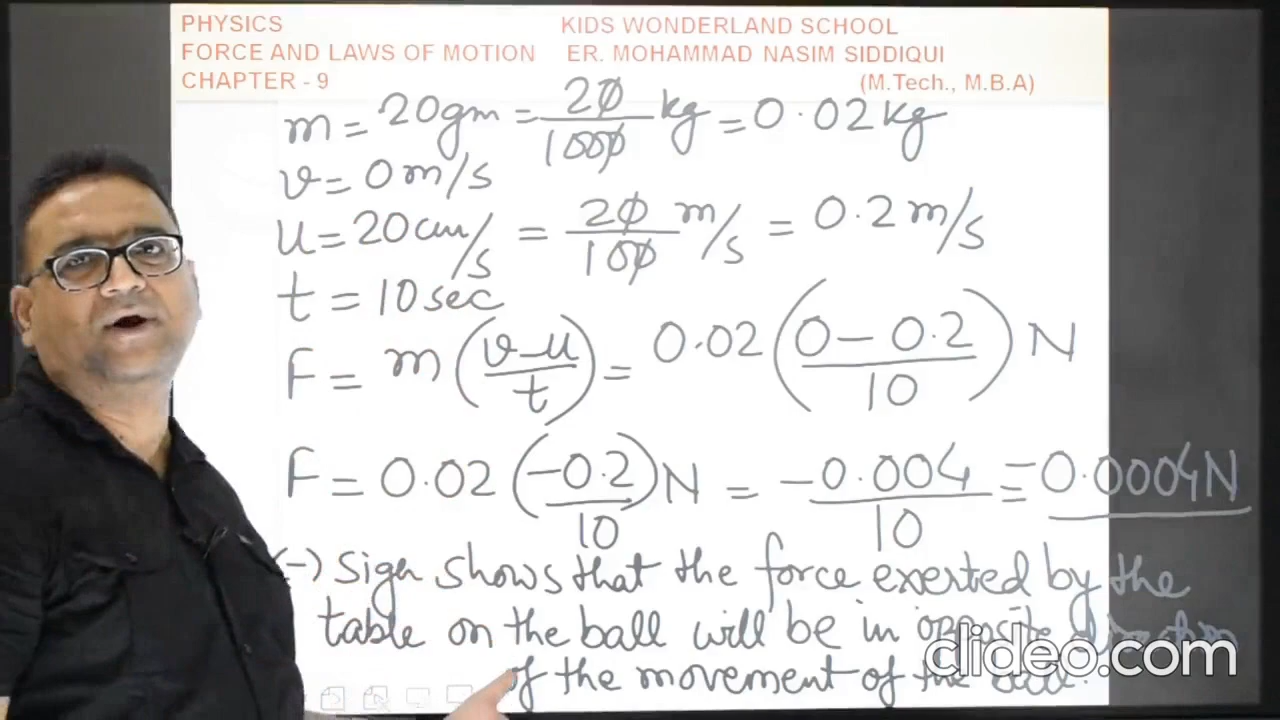 PHYSICS KIDS WONDERLAND SCHOOL
FORCE AND LAWS OF MOTION ER. MOHAMMAD NASIM SIDDIQUI
CHAPTER - 9 (M.Tech., M.B.A)
m = 20gm = 20/1000 kg = 0.02 kg
v = 0 m/s
u = 20 cm/s = 20/100 m/s = 0.2 m/s
t = 10 sec
F = m (v-u/t) = 0.02 (0 - 0.2/10) N
F = 0.02 (-0.2/10) N = -0.004/10 = -0.0004N
(-) Sign shows that the force exerted by the
table on the ball will be in opposite direction
of the movement of the ball.
clideo.com